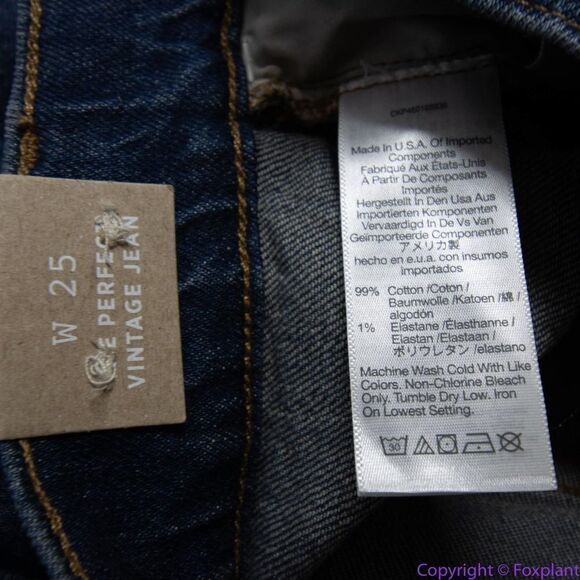 W 25
E PERFECT
VINTAGE JEAN
Made In U.S.A. Of Imported
Components
Fabriqué Aux États-Unis
À Partir De Composants
Importés
Hergestellt In Den Usa Aus
Importierten Komponenten
Vervaardigd In De Vs Van
Geïmporteerde Componenten
アメリカ製
hecho en e.u.a. con insumos
importados
99% Cotton /Coton /
Baumwolle /Katoen /綿 /
algodón
1% Elastane /Élasthanne /
Elastan /Elastaan /
ポリウレタン /elastano
Machine Wash Cold With Like
Colors. Non-Chlorine Bleach
Only. Tumble Dry Low. Iron
On Lowest Setting.
30
Copyright © Foxplant